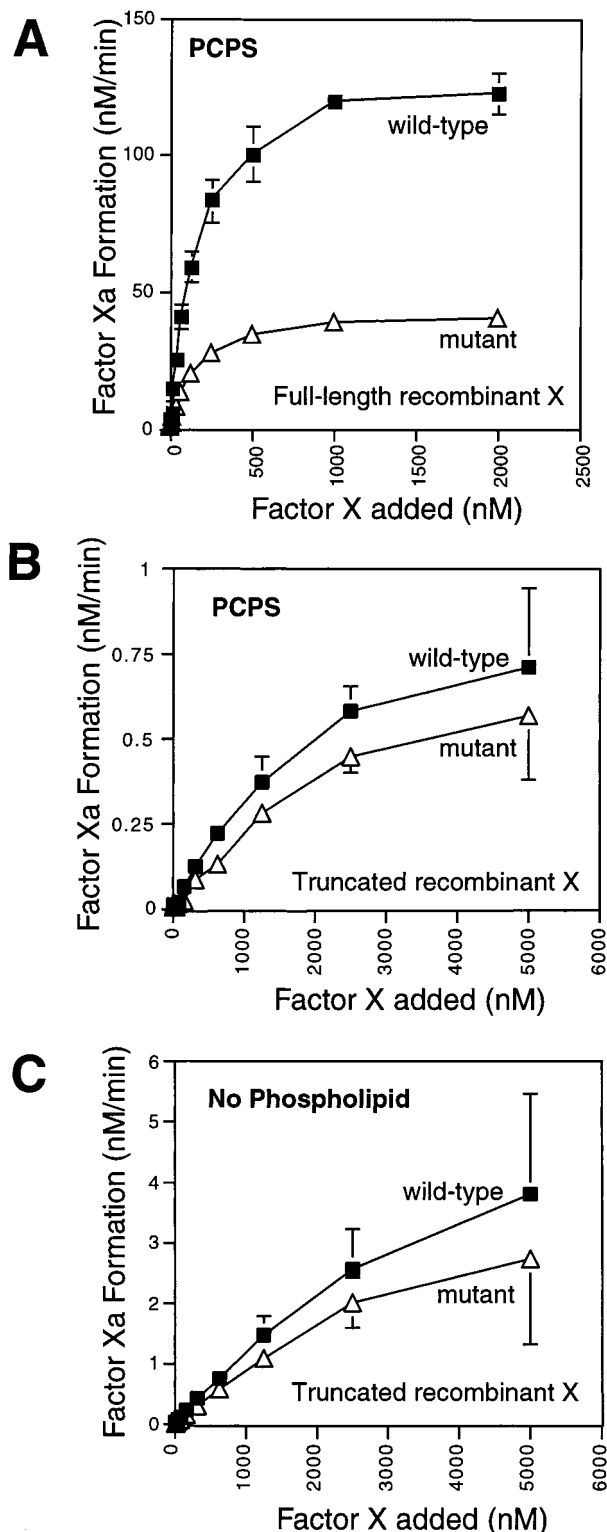 A
PCPS
Factor Xa Formation (nM/min)
150
100
50
0
wild-type
mutant
Full-length recombinant X
0
500
1000
1500
2000
2500
Factor X added (nM)
B
PCPS
Factor Xa Formation (nM/min)
1
0.75
0.5
0.25
0
wild-type
mutant
Truncated recombinant X
0
1000
2000
3000
4000
5000
6000
Factor X added (nM)
C
No Phospholipid
Factor Xa Formation (nM/min)
6
5
4
3
2
1
0
wild-type
mutant
Truncated recombinant X
0
1000
2000
3000
4000
5000
6000
Factor X added (nM)